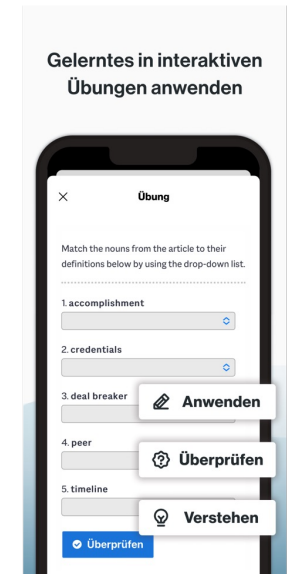 Gelerntes in interaktiven
Übungen anwenden
Übung
Match the nouns from the article to their
definitions below by using the drop-down list.
1. accomplishment
2. credentials
3. deal breaker
Anwenden
4. peer
Überprüfen
5. timeline
Verstehen
Überprüfen